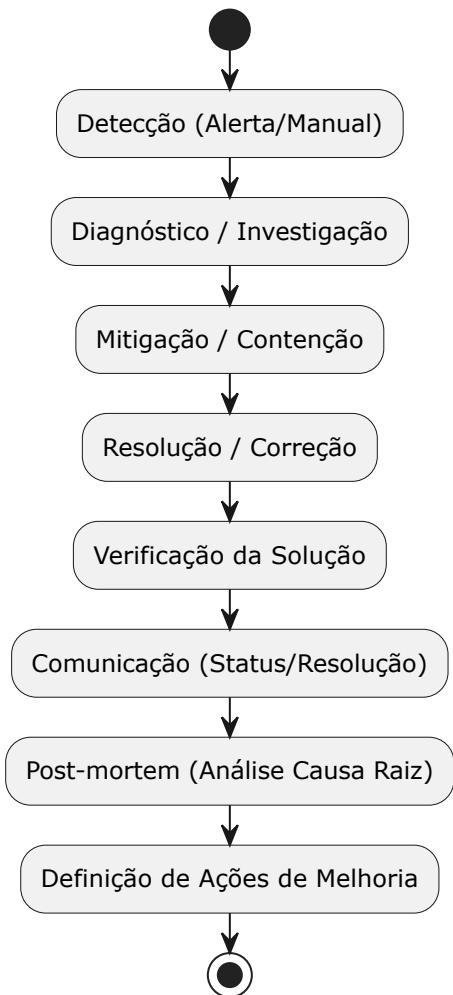 Detecção (Alerta/Manual)
Diagnóstico / Investigação
Mitigação / Contenção
Resolução / Correção
Verificação da Solução
Comunicação (Status/Resolução)
Post-mortem (Análise Causa Raiz)
Definição de Ações de Melhoria